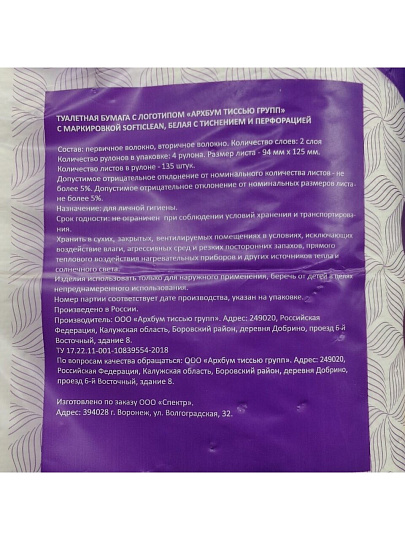 ТУАЛЕТНАЯ БУМАГА С ЛОГОТИПОМ «АРХБУМ ТИССЬЮ ГРУПП»
С МАРКИРОВКОЙ SOFTICLEAN, БЕЛАЯ С ТИСНЕНИЕМ И ПЕРФОРАЦИЕЙ
Состав: первичное волокно, вторичное волокно. Количество слоев: 2 слоя
Количество рулонов в упаковке: 4 рулона. Размер листа - 94 мм х 125 мм.
Количество листов в рулоне - 135 штук.
Допустимое отрицательное отклонение от номинального количества листов - не
более 5%. Допустимое отрицательное отклонение от номинальных размеров листа-
не более 5%.
Назначение: для личной гигиены.
Срок годности: не ограничен при соблюдении условий хранения и транспортирова-
ния.
Хранить в сухих, закрытых, вентилируемых помещениях в условиях, исключающих
воздействие влаги, агрессивных сред и резких посторонних запахов, прямого
теплового воздействия нагревательных приборов и других источников тепла и
солнечного света.
Изделия использовать только для наружного применения, беречь от детей в целях
непреднамеренного использования.
Номер партии соответствует дате производства, указан на упаковке.
Произведено в России.
Производитель: ООО «Архбум тиссью групп». Адрес: 249020, Российская
Федерация, Калужская область, Боровский район, деревня Добрино, проезд 6-й
Восточный, здание 8.
ТУ 17.22.11-001-10839554-2018
По вопросам качества обращаться: ООО «Архбум тиссью групп». Адрес: 249020,
Российская Федерация, Калужская область, Боровский район, деревня Добрино,
проезд 6-й Восточный, здание 8.
Изготовлено по заказу ООО «Спектр».
Адрес: 394028 г. Воронеж, ул. Волгоградская, 32.